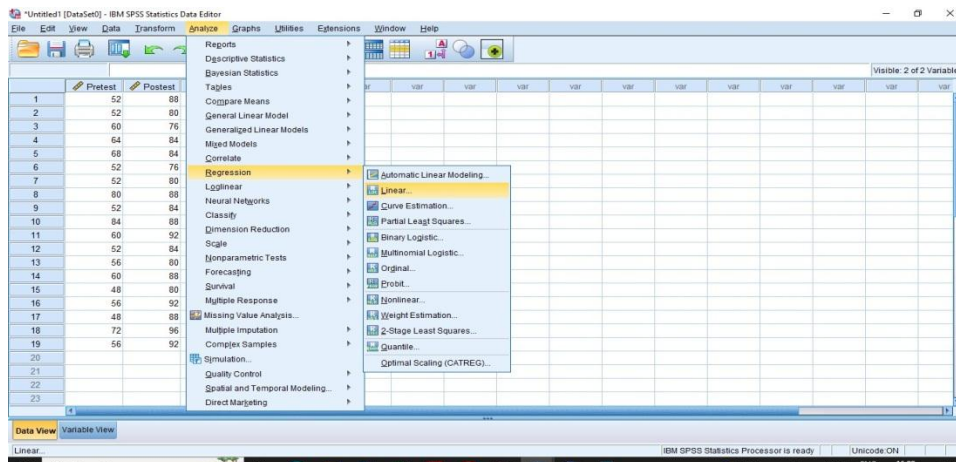 *Untitled1 [DataSet0] - IBM SPSS Statistics Data Editor
File Edit View Data Transform Analyze Graphs Utilities Extensions Window Help
Visible: 2 of 2 Variable
Pretest Postest var var var var var var var var var
1 52 88
2 52 80
3 60 76
4 64 84
5 68 84
6 52 76
7 52 80
8 80 88
9 52 84
10 84 88
11 60 92
12 52 84
13 56 80
14 60 88
15 48 80
16 56 92
17 48 88
18 72 96
19 56 92
20
21
22
23
Reports
Descriptive Statistics
Bayesian Statistics
Tables
Compare Means
General Linear Model
Generalized Linear Models
Mixed Models
Correlate
Regression
Loglinear
Neural Networks
Classify
Dimension Reduction
Scale
Nonparametric Tests
Forecasting
Survival
Multiple Response
Missing Value Analysis...
Multiple Imputation
Complex Samples
Simulation...
Quality Control
Spatial and Temporal Modeling...
Direct Marketing
Automatic Linear Modeling...
Linear...
Curve Estimation...
Partial Least Squares...
Binary Logistic...
Multinomial Logistic...
Ordinal...
Probit...
Nonlinear...
Weight Estimation...
2-Stage Least Squares...
Quantile...
Optimal Scaling (CATREG)...
Data View Variable View
Linear... IBM SPSS Statistics Processor is ready Unicode:ON